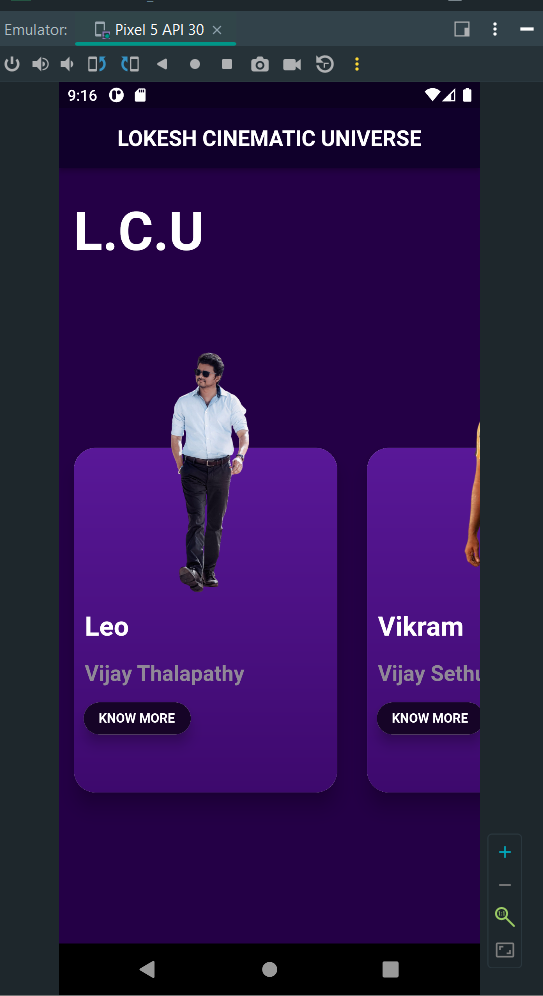 Emulator: Pixel 5 API 30
9:16
LOKESH CINEMATIC UNIVERSE
L.C.U
Leo
Vijay Thalapathy
KNOW MORE
Vikram
Vijay
KNOW MORE